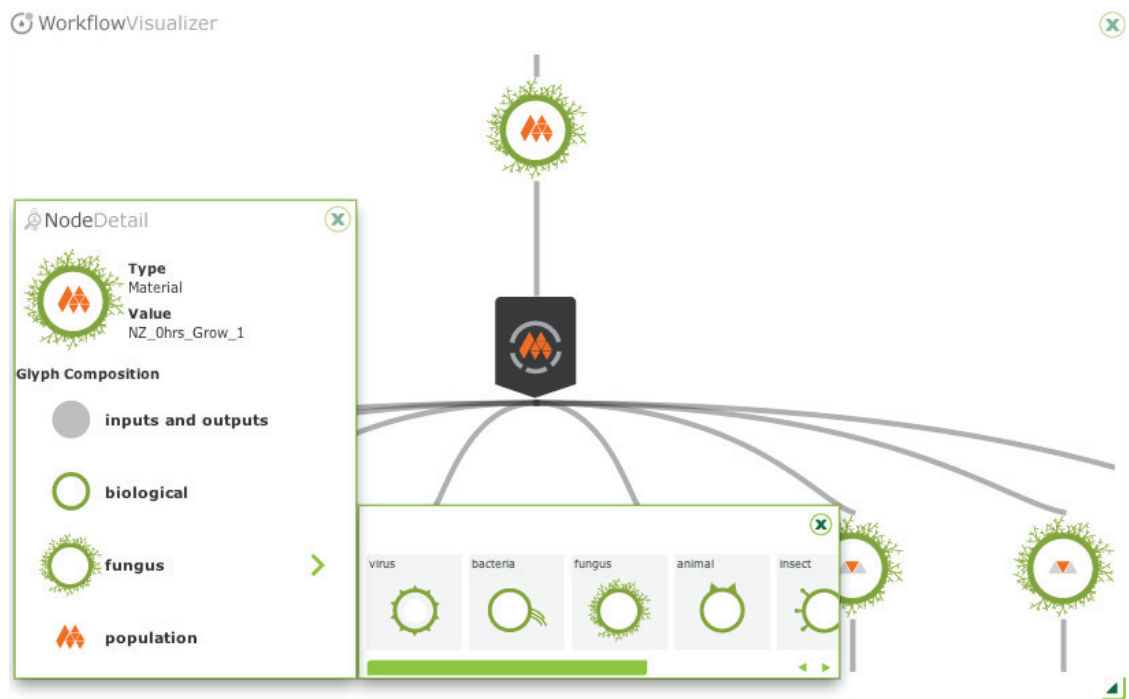 WorkflowVisualizer
NodeDetail
Type
Material
Value
NZ_0hrs_Grow_1
Glyph Composition
inputs and outputs
biological
fungus
population
virus
bacteria
fungus
animal
insect